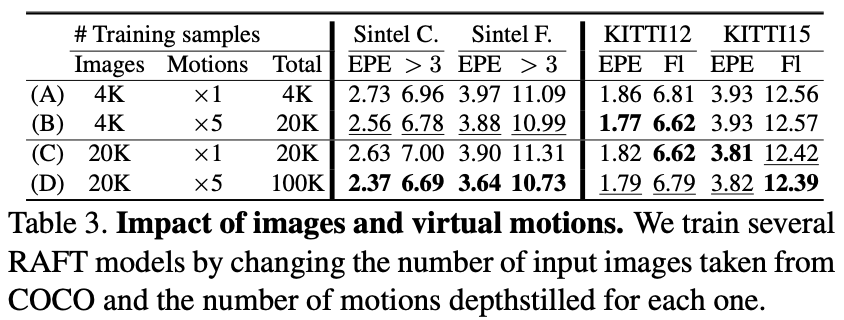 # Training samples Sintel C. Sintel F. KITTI12 KITTI15
Images Motions Total EPE > 3 EPE > 3 EPE Fl EPE Fl
(A) 4K ×1 4K 2.73 6.96 3.97 11.09 1.86 6.81 3.93 12.56
(B) 4K ×5 20K 2.56 6.78 3.88 10.99 1.77 6.62 3.93 12.57
(C) 20K ×1 20K 2.63 7.00 3.90 11.31 1.82 6.62 3.81 12.42
(D) 20K ×5 100K 2.37 6.69 3.64 10.73 1.79 6.79 3.82 12.39
Table 3. Impact of images and virtual motions. We train several
RAFT models by changing the number of input images taken from
COCO and the number of motions depthstilled for each one.